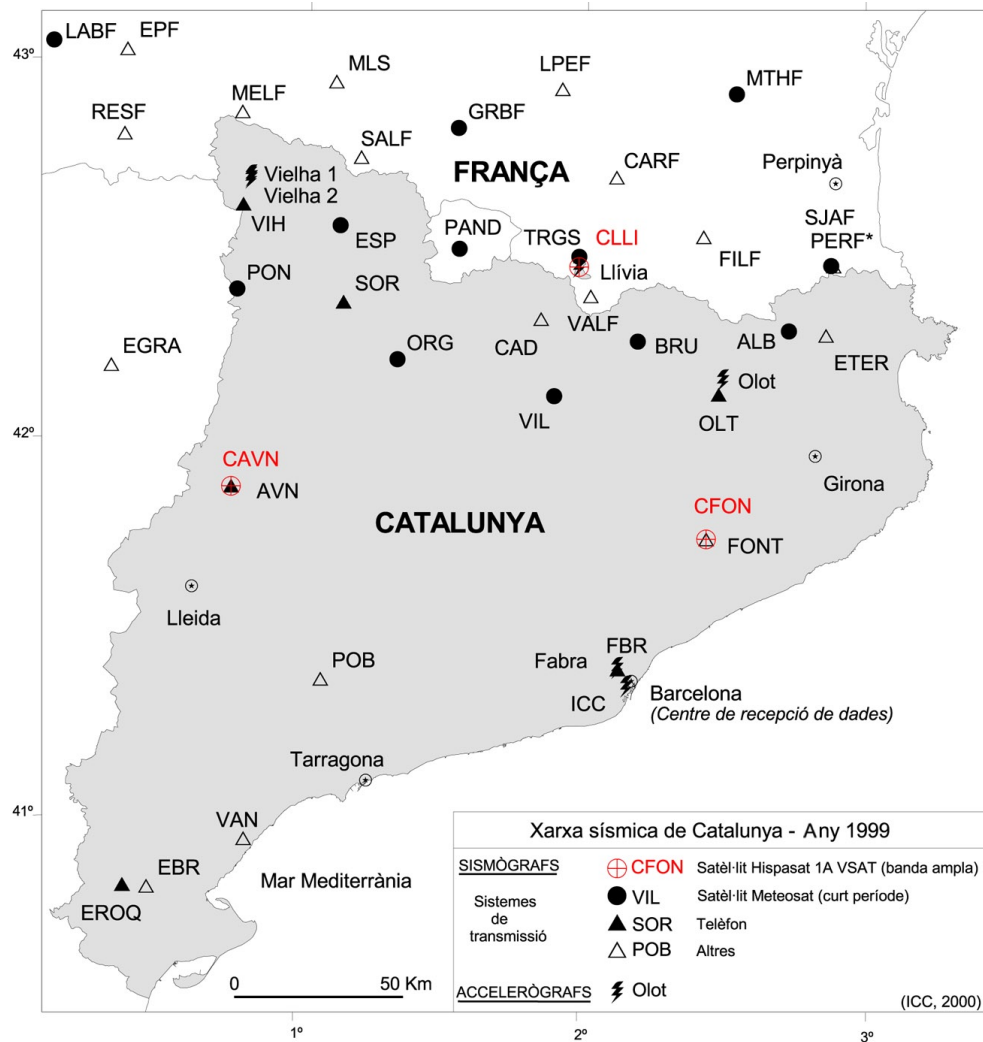 LABF
EPF
43º
MLS
LPEF
MTHF
RESF
MELF
GRBF
SALF
FRANÇA
CARF
Perpinyà
Vielha 1
Vielha 2
VIH
ESP
PAND
TRGS
CLLI
Llívia
FILF
SJAF
PERF*
PON
SOR
VALF
EGRA
ORG
CAD
BRU
ALB
ETER
Olot
OLT
VIL
42º
CAVN
AVN
CATALUNYA
CFON
FONT
Girona
Lleida
POB
Fabra
FBR
ICC
Barcelona
(Centre de recepció de dades)
Tarragona
41º
VAN
EBR
EROQ
Mar Mediterrània
0
50 Km
Xarxa sísmica de Catalunya - Any 1999
SISMÒGRAFS
Sistemes
de
transmissió
CFON Satèl·lit Hispasat 1A VSAT (banda ampla)
VIL Satèl·lit Meteosat (curt període)
SOR Telèfon
POB Altres
ACCELERÒGRAFS
Olot
(ICC, 2000)
1º
2º
3º